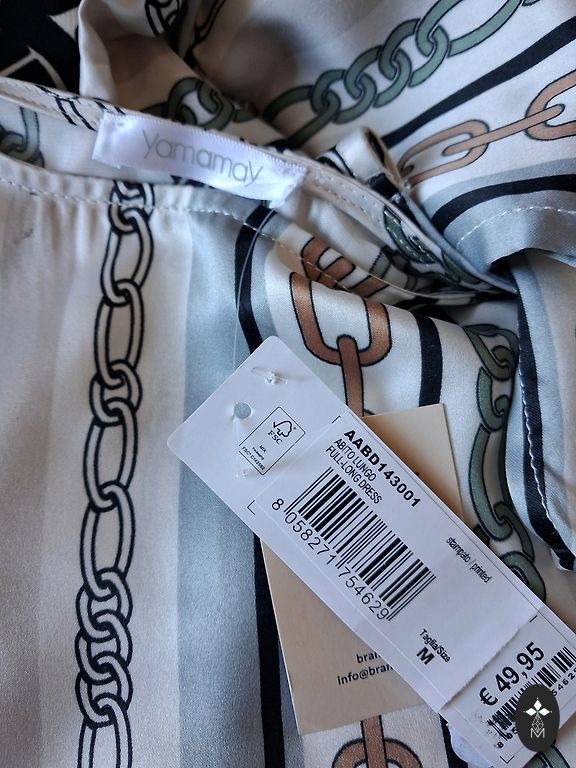 yamamay
FSC
MIX
AABD143001
ABITO LUNGO
FULL-LONG DRESS
8 058271 754629
stampato / printed
Taglia/Size
M
€ 49,95
bran
info@bran
M